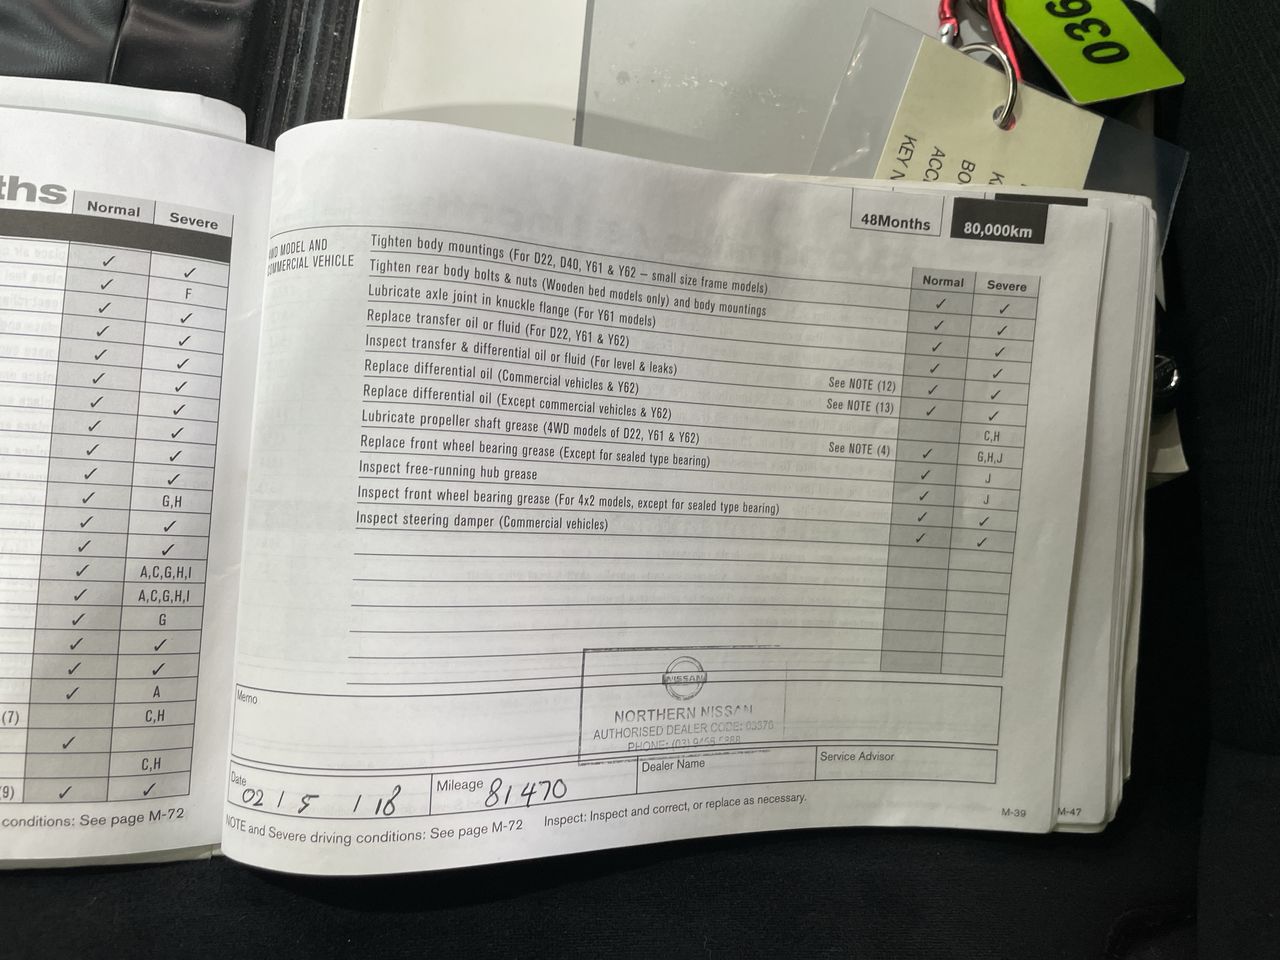 036
KEY N
ACC
BO
K
ths
Normal Severe
✓ ✓
✓ F
✓ ✓
✓ ✓
✓ ✓
✓ ✓
✓ ✓
✓ ✓
✓ ✓
✓ ✓
✓ G,H
✓ ✓
✓ ✓
✓ A,C,G,H,I
✓ A,C,G,H,I
✓ G
✓ ✓
✓ ✓
✓ A
(7) C,H
✓
C,H
(9) ✓ ✓
conditions: See page M-72
48Months 80,000km
Normal Severe
MODEL AND
COMMERCIAL VEHICLE
Tighten body mountings (For D22, D40, Y61 & Y62 – small size frame models) ✓ ✓
Tighten rear body bolts & nuts (Wooden bed models only) and body mountings ✓ ✓
Lubricate axle joint in knuckle flange (For Y61 models) ✓ ✓
Replace transfer oil or fluid (For D22, Y61 & Y62) ✓ ✓
Inspect transfer & differential oil or fluid (For level & leaks) See NOTE (12) ✓ ✓
Replace differential oil (Commercial vehicles & Y62) See NOTE (13) ✓ ✓
Replace differential oil (Except commercial vehicles & Y62) C,H
Lubricate propeller shaft grease (4WD models of D22, Y61 & Y62) See NOTE (4) ✓ G,H,J
Replace front wheel bearing grease (Except for sealed type bearing) ✓ J
Inspect free-running hub grease ✓ J
Inspect front wheel bearing grease (For 4x2 models, except for sealed type bearing) ✓ ✓
Inspect steering damper (Commercial vehicles) ✓ ✓
Memo
NISSAN
NORTHERN NISSAN
AUTHORISED DEALER CODE: 03376
PHONE: (03)
Date 02 / 5 / 18
Mileage 81470
Dealer Name
Service Advisor
NOTE and Severe driving conditions: See page M-72 Inspect: Inspect and correct, or replace as necessary.
M-39
M-47